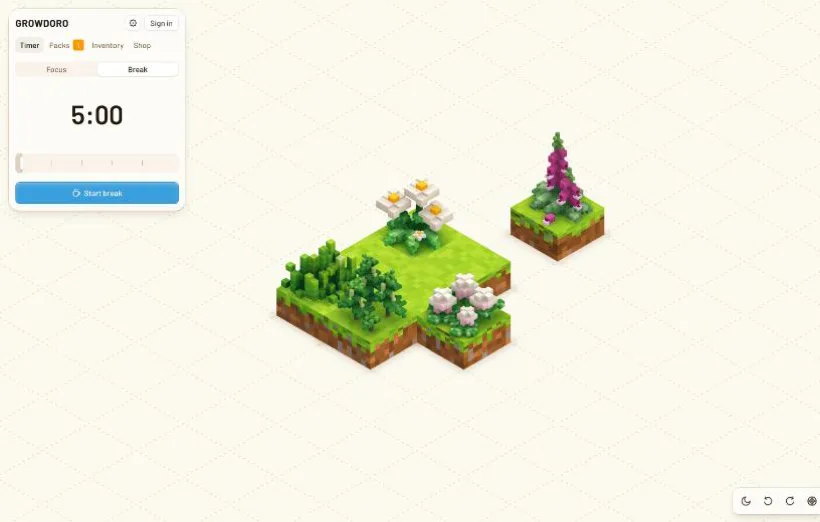 GROWDORO
Sign in
Timer Packs 1 Inventory Shop
Focus Break
5:00
Start break